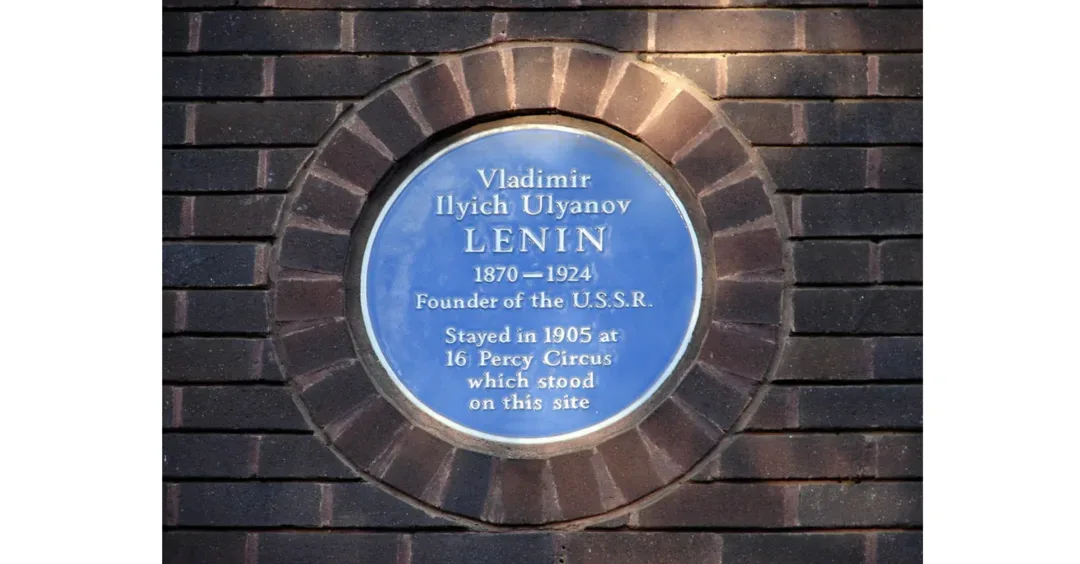 Vladimir
Ilyich Ulyanov
LENIN
1870 — 1924
Founder of the U.S.S.R.
Stayed in 1905 at
16 Percy Circus
which stood
on this site